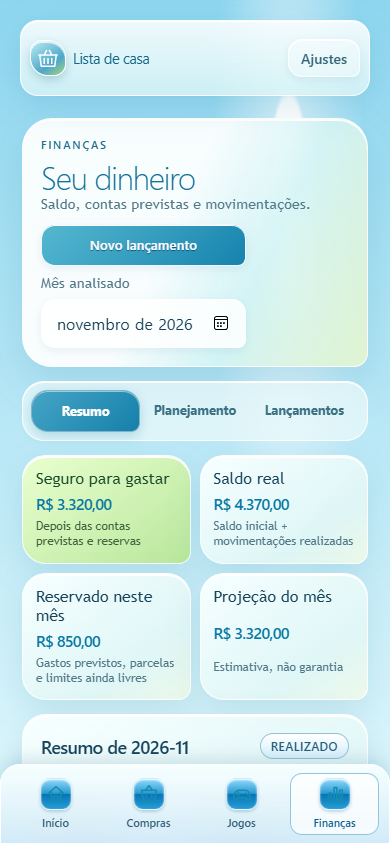 Lista de casa
Ajustes
FINANÇAS
Seu dinheiro
Saldo, contas previstas e movimentações.
Novo lançamento
Mês analisado
novembro de 2026
Resumo
Planejamento
Lançamentos
Seguro para gastar
R$ 3.320,00
Depois das contas
previstas e reservas
Saldo real
R$ 4.370,00
Saldo inicial +
movimentações realizadas
Reservado neste
mês
R$ 850,00
Gastos previstos, parcelas
e limites ainda livres
Projeção do mês
R$ 3.320,00
Estimativa, não garantia
Resumo de 2026-11
REALIZADO
Início
Compras
Jogos
Finanças